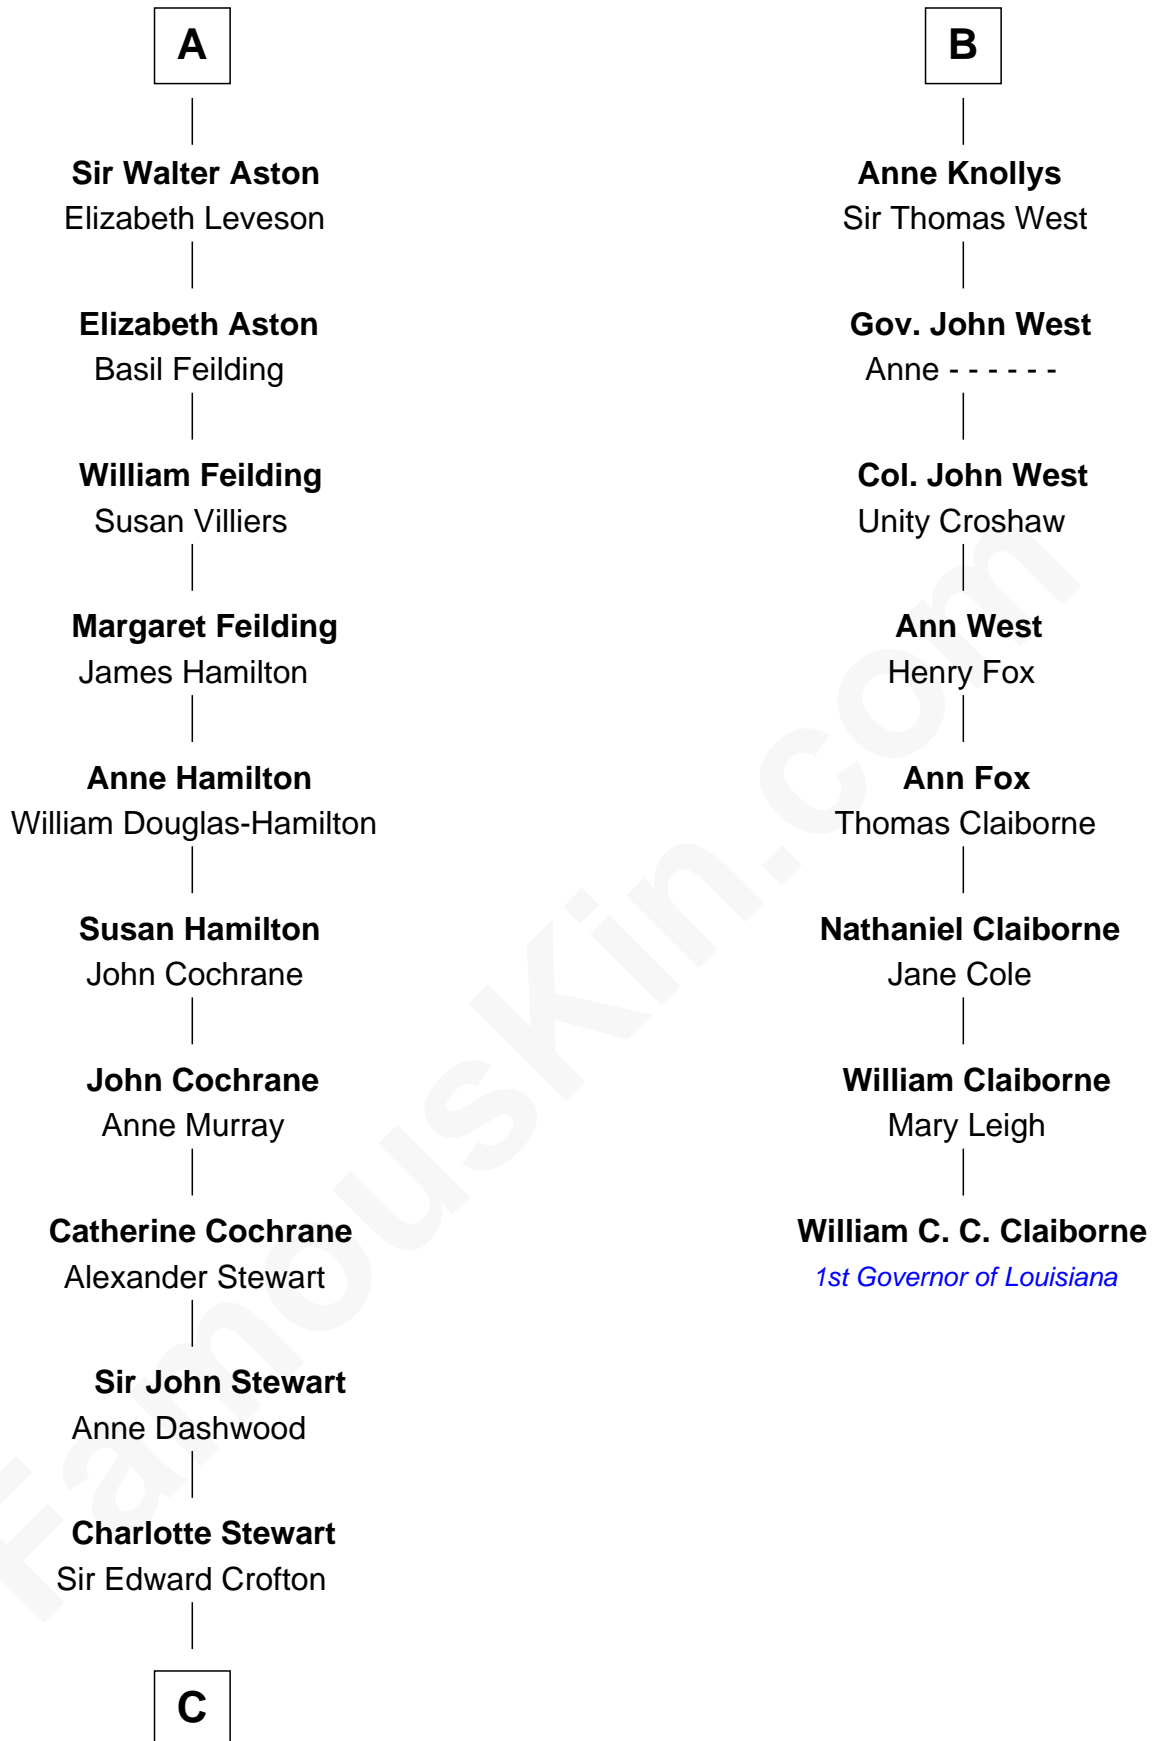 A
Sir Walter Aston
Elizabeth Leveson
Elizabeth Aston
Basil Feilding
William Feilding
Susan Villiers
Margaret Feilding
James Hamilton
Anne Hamilton
William Douglas-Hamilton
Susan Hamilton
John Cochrane
John Cochrane
Anne Murray
Catherine Cochrane
Alexander Stewart
Sir John Stewart
Anne Dashwood
Charlotte Stewart
Sir Edward Crofton
C
B
Anne Knollys
Sir Thomas West
Gov. John West
Anne - - - - - -
Col. John West
Unity Croshaw
Ann West
Henry Fox
Ann Fox
Thomas Claiborne
Nathaniel Claiborne
Jane Cole
William Claiborne
Mary Leigh
William C. C. Claiborne
1st Governor of Louisiana
FamousKin.com